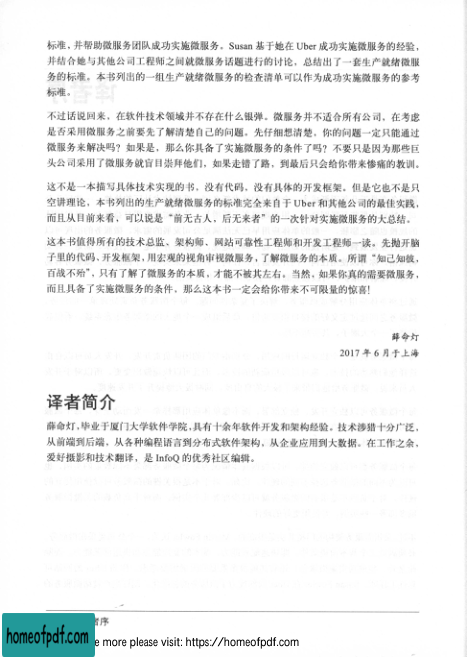 标准，并帮助微服务团队成功实施微服务。Susan 基于她在 Uber 成功实施微服务的经验，
并结合她与其他公司工程师之间就微服务话题进行的讨论，总结出了一套生产就绪微服
务的标准。本书列出的一组生产就绪微服务的检查清单可以作为成功实施微服务的参考
标准。
不过话说回来，在软件技术领域并不存在什么银弹。微服务并不适合所有公司，在考虑
是否采用微服务之前要先了解清楚自己的问题。先仔细想清楚，你的问题一定只能通过
微服务来解决吗？如果是，那么你具备了实施微服务的条件了吗？不要只是因为那些巨
头公司采用了微服务就盲目崇拜他们，如果走错了路，到最后只会给你带来惨痛的教训。
这不是一本描写具体技术实现的书，没有代码，没有具体的开发框架。但是它也不是只
空讲理论，本书列出的生产就绪微服务的标准完全来自于 Uber 和其他公司的最佳实践，
而且从目前来看，可以说是“前无古人，后无来者”的一次针对实施微服务的大总结。
这本书值得所有的技术总监、架构师、网站可靠性工程师和开发工程师一读。先抛开脑
子里的代码、开发框架，用宏观的视角审视微服务，了解微服务的本质。所谓“知己知彼，
百战不殆”，只有了解了微服务的本质，才能不被其左右。当然，如果你真的需要微服务，
而且具备了实施微服务的条件，那么这本书一定会给你带来不可限量的惊喜！
薛命灯
2017 年 6 月于上海
译者简介
薛命灯，毕业于厦门大学软件学院，具有十余年软件开发和架构经验，技术涉猎十分广泛，
从前端到后端，从各种编程语言到分布式软件架构，从企业应用到大数据。在工作之余，
爱好摄影和技术翻译，是 InfoQ 的优秀社区编辑。
者序
homeofpdf.com
e more please visit: https://homeofpdf.com